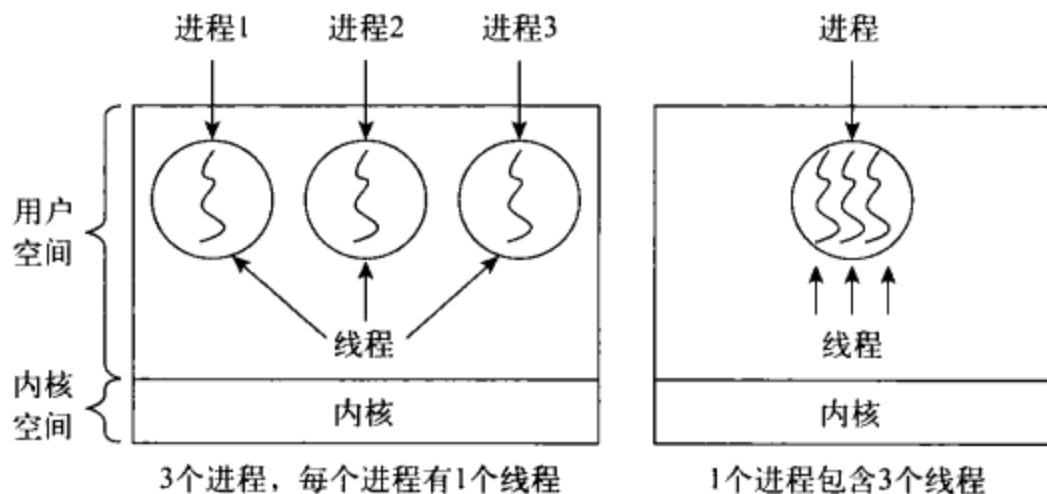 进程1 进程2 进程3 进程
用户
空间
线程 线程
内核
空间
内核 内核
3个进程，每个进程有1个线程 1个进程包含3个线程